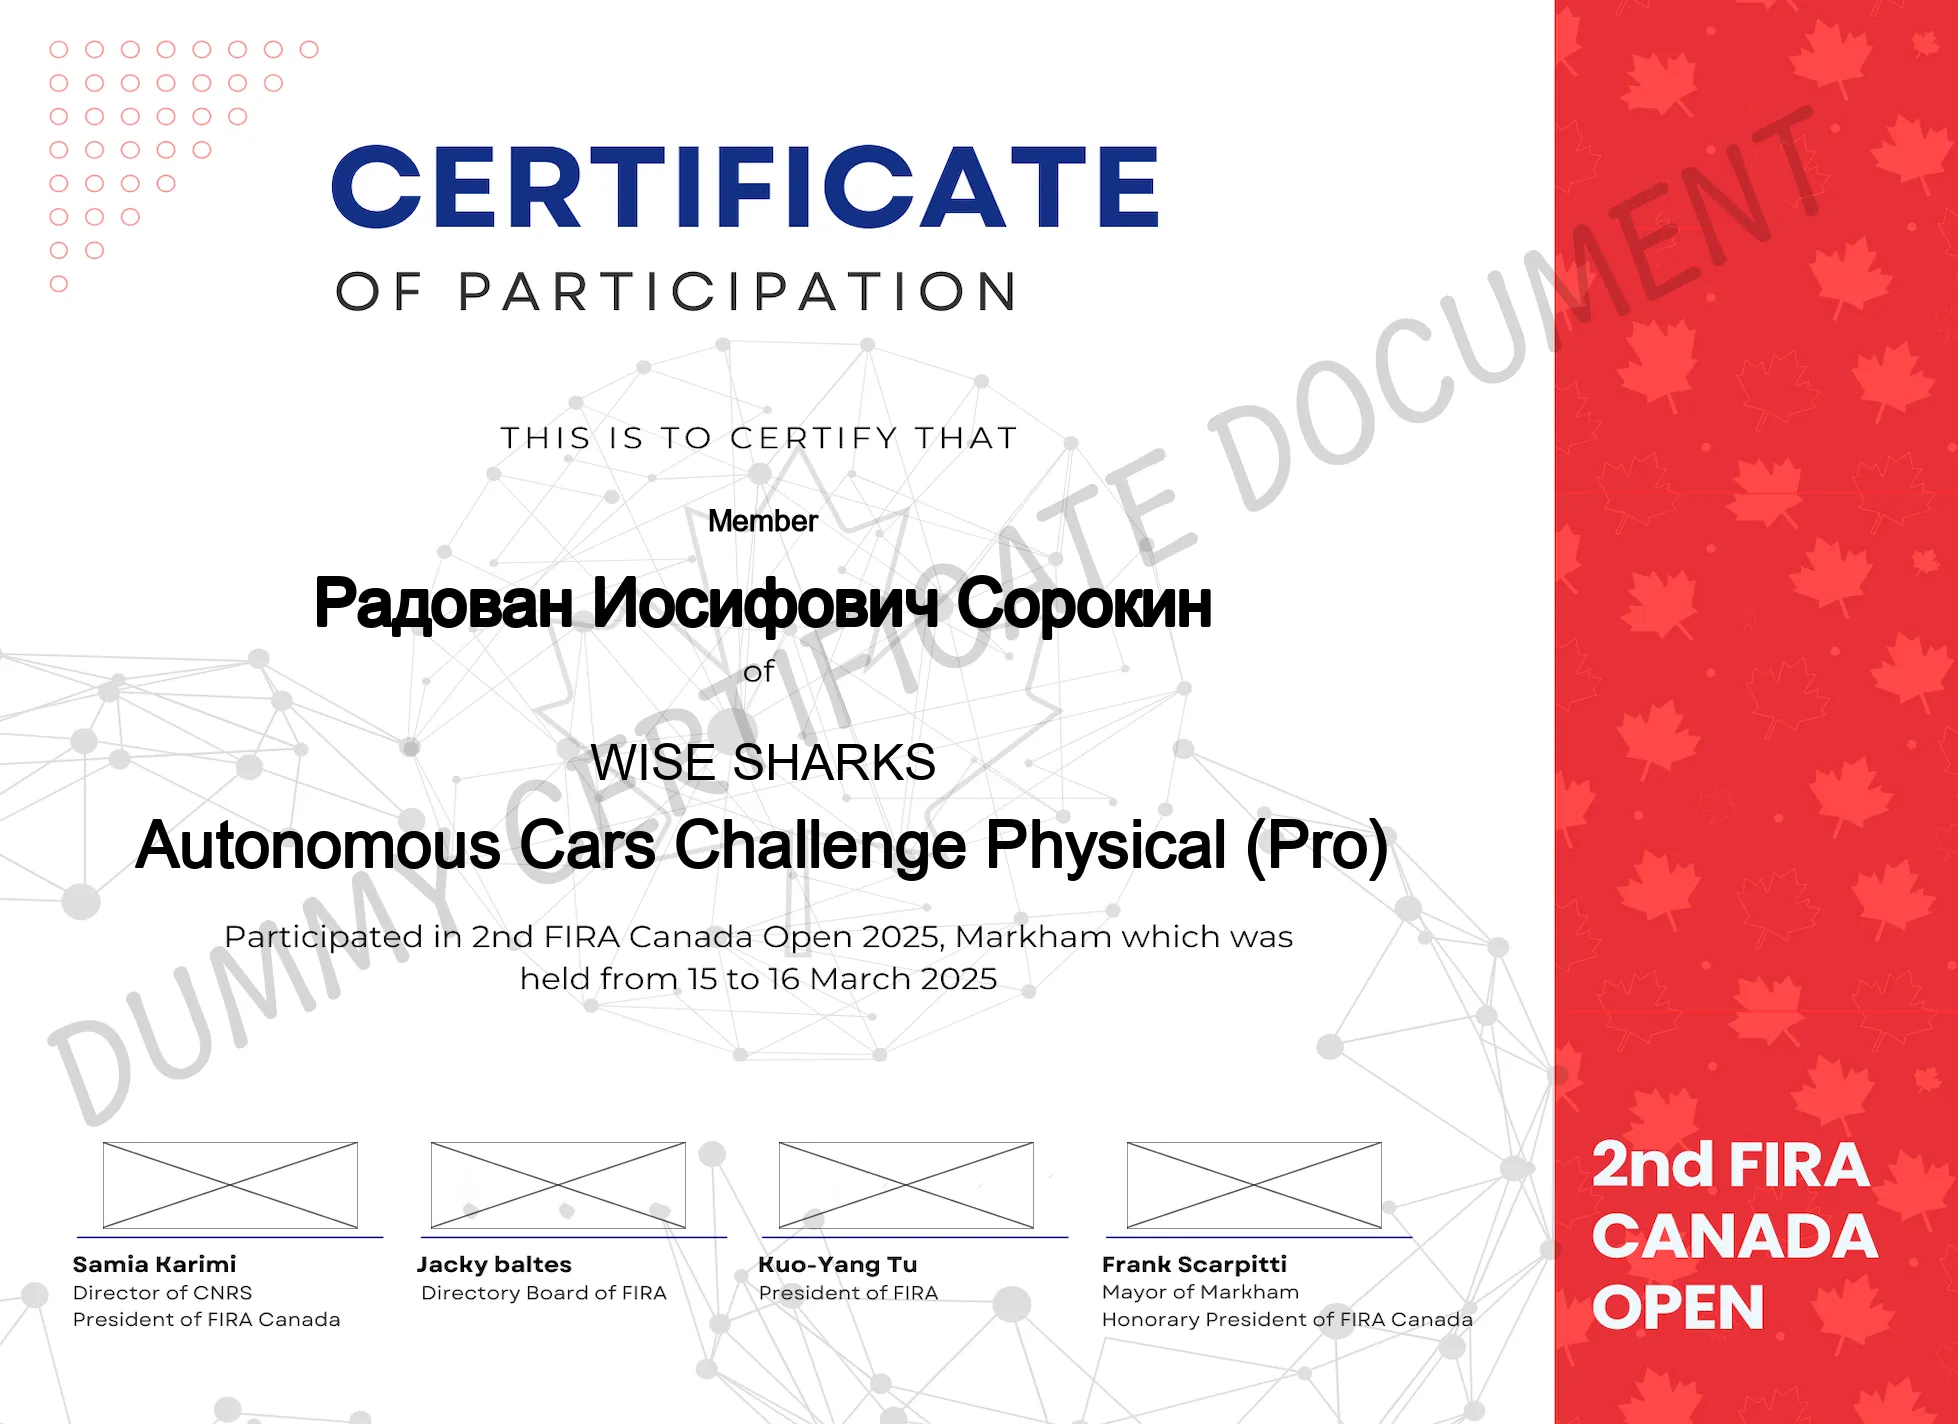 CERTIFICATE
OF PARTICIPATION
THIS IS TO CERTIFY THAT
Member
Радован Иосифович Сорокин
of
WISE SHARKS
Autonomous Cars Challenge Physical (Pro)
Participated in 2nd FIRA Canada Open 2025, Markham which was
held from 15 to 16 March 2025
DUMMY CERTIFICATE DOCUMENT
Samia Karimi
Director of CNRS
President of FIRA Canada
Jacky baltes
Directory Board of FIRA
Kuo-Yang Tu
President of FIRA
Frank Scarpitti
Mayor of Markham
Honorary President of FIRA Canada
2nd FIRA
CANADA
OPEN